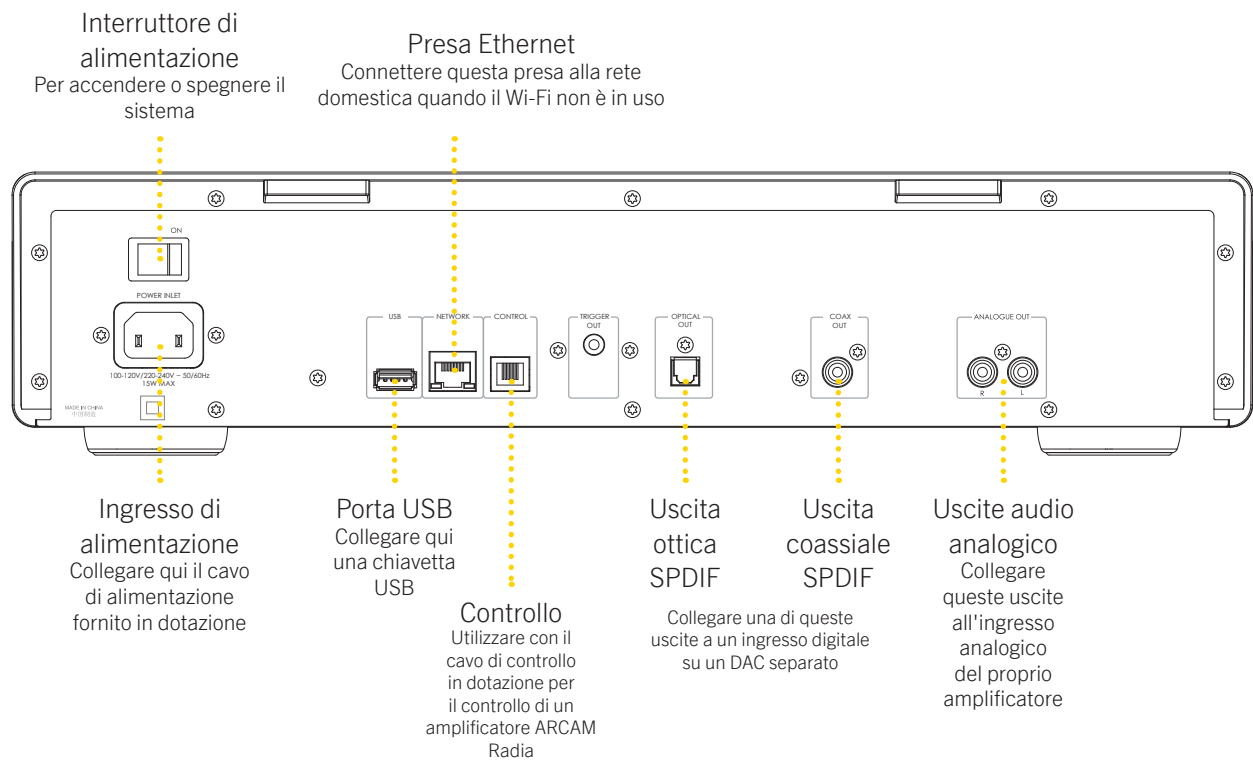 Interruttore di
alimentazione
Per accendere o spegnere il
sistema
Presa Ethernet
Connettere questa presa alla rete
domestica quando il Wi-Fi non è in uso
ON
POWER INLET
100-120V/220-240V ~ 50/60Hz
15W MAX
MADE IN CHINA
中国制造
USB
NETWORK
CONTROL
TRIGGER
OUT
OPTICAL
OUT
COAX
OUT
ANALOGUE OUT
R
L
Ingresso di
alimentazione
Collegare qui il cavo
di alimentazione
fornito in dotazione
Porta USB
Collegare qui
una chiavetta
USB
Controllo
Utilizzare con il
cavo di controllo
in dotazione per
il controllo di un
amplificatore ARCAM
Radia
Uscita
ottica
SPDIF
Uscita
coassiale
SPDIF
Collegare una di queste
uscite a un ingresso digitale
su un DAC separato
Uscite audio
analogico
Collegare
queste uscite
all'ingresso
analogico
del proprio
amplificatore